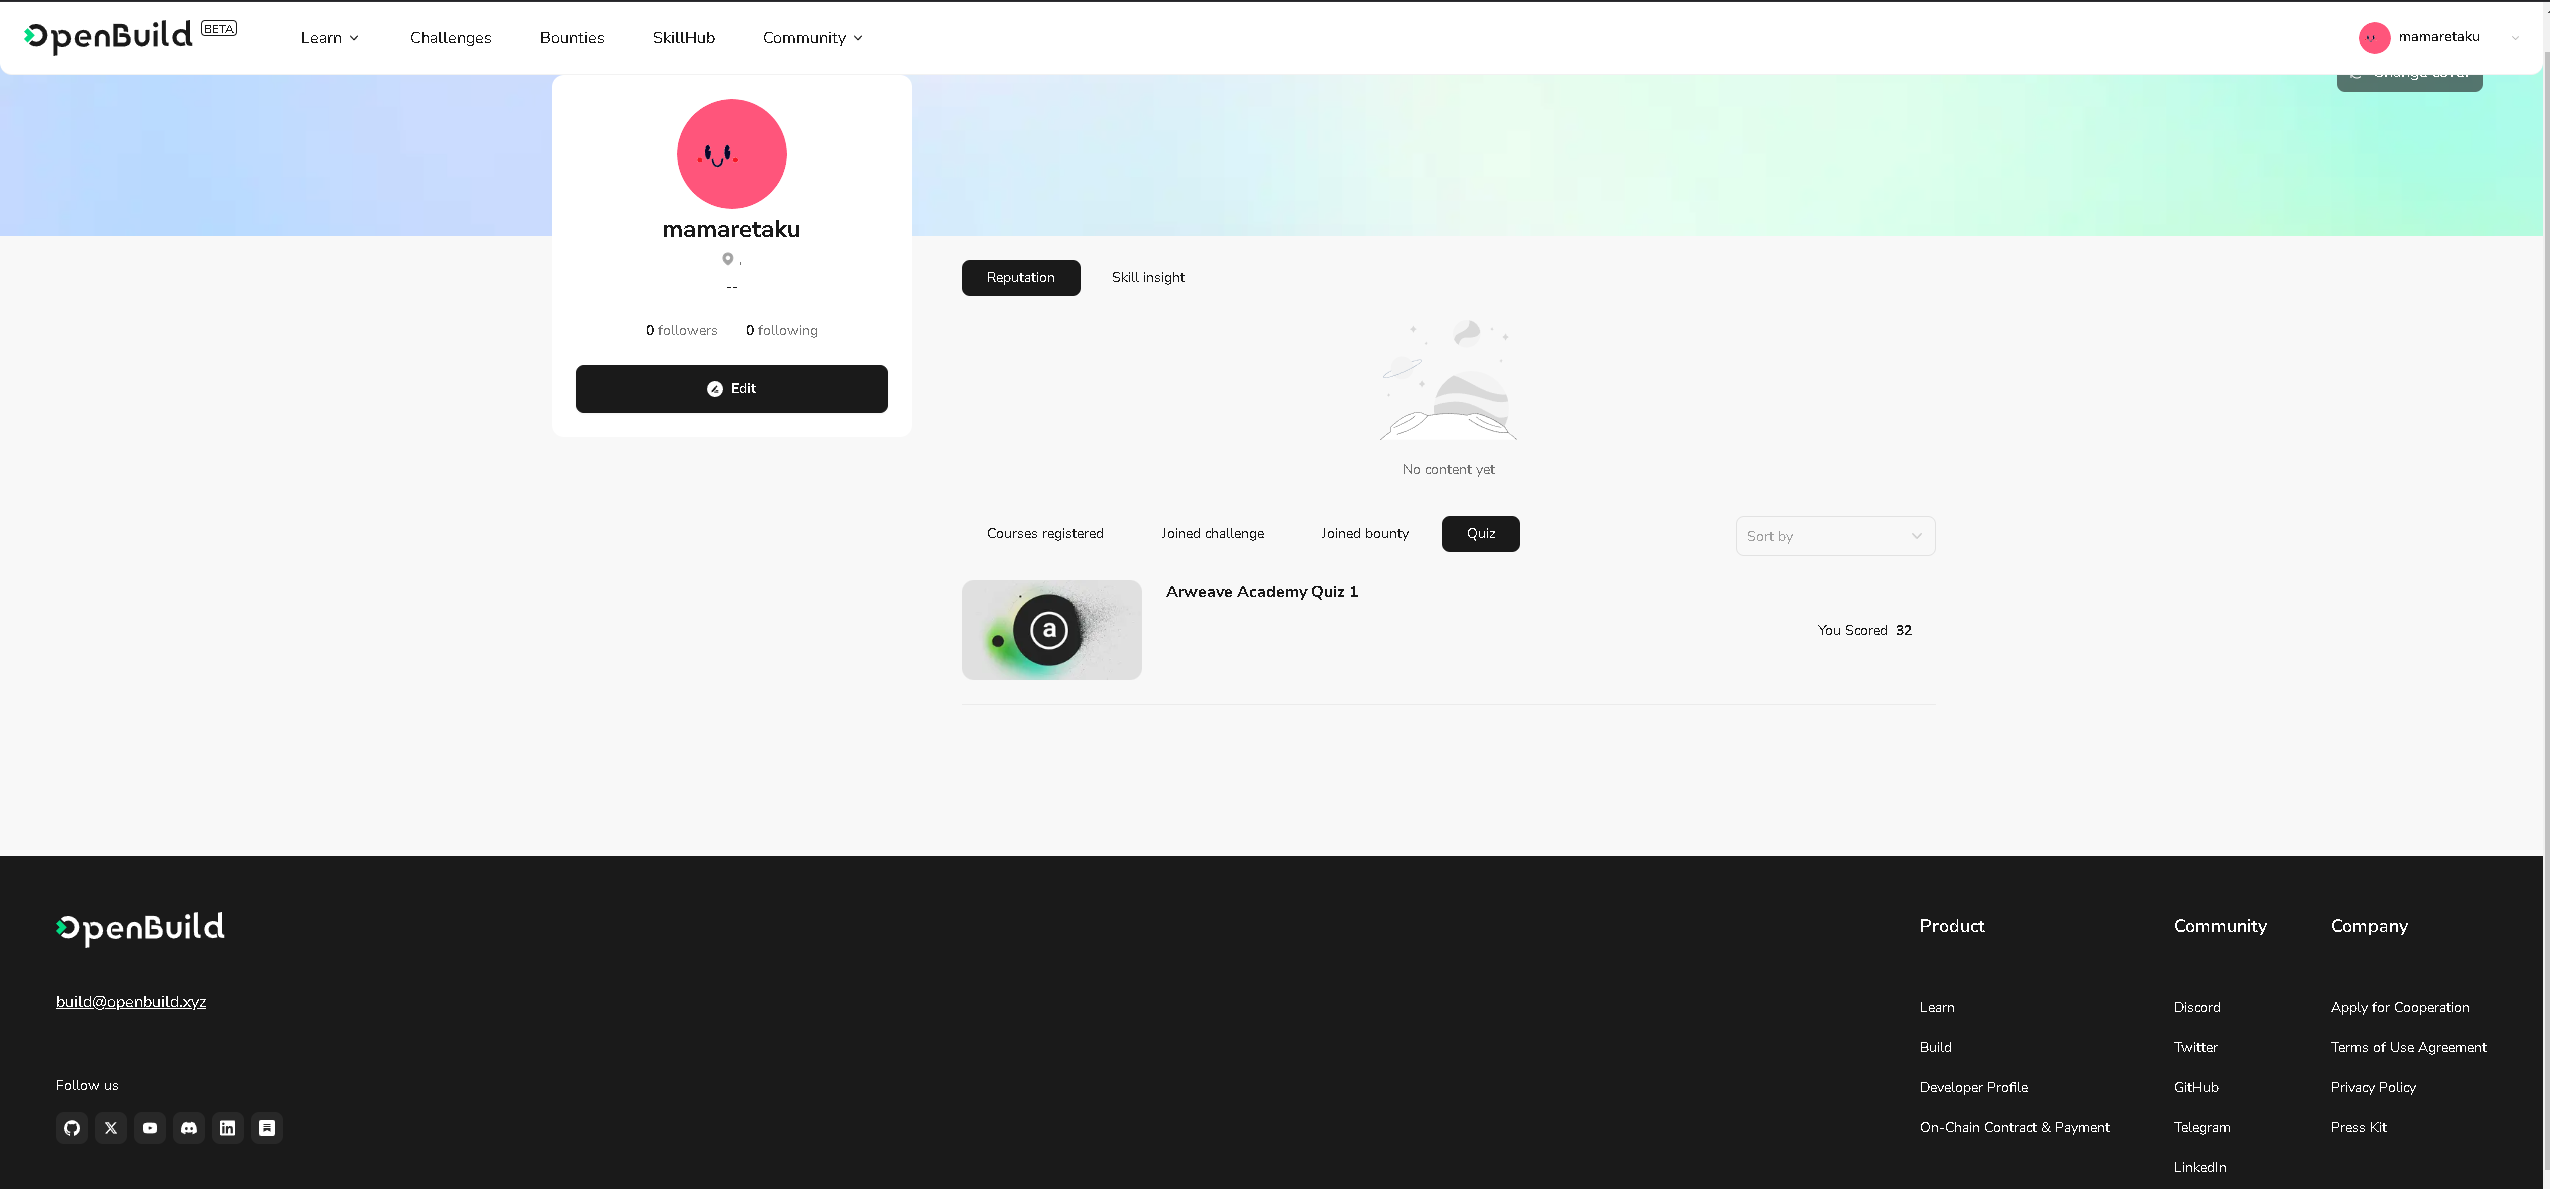 OpenBuild BETA
Learn
Challenges
Bounties
SkillHub
Community
mamaretaku
Change cover
mamaretaku
,
--
0 followers 0 following
Edit
Reputation
Skill insight
No content yet
Courses registered
Joined challenge
Joined bounty
Quiz
Sort by
a
Arweave Academy Quiz 1
You Scored 32
OpenBuild
build@openbuild.xyz
Follow us
Product
Learn
Build
Developer Profile
On-Chain Contract & Payment
Community
Discord
Twitter
GitHub
Telegram
LinkedIn
Company
Apply for Cooperation
Terms of Use Agreement
Privacy Policy
Press Kit